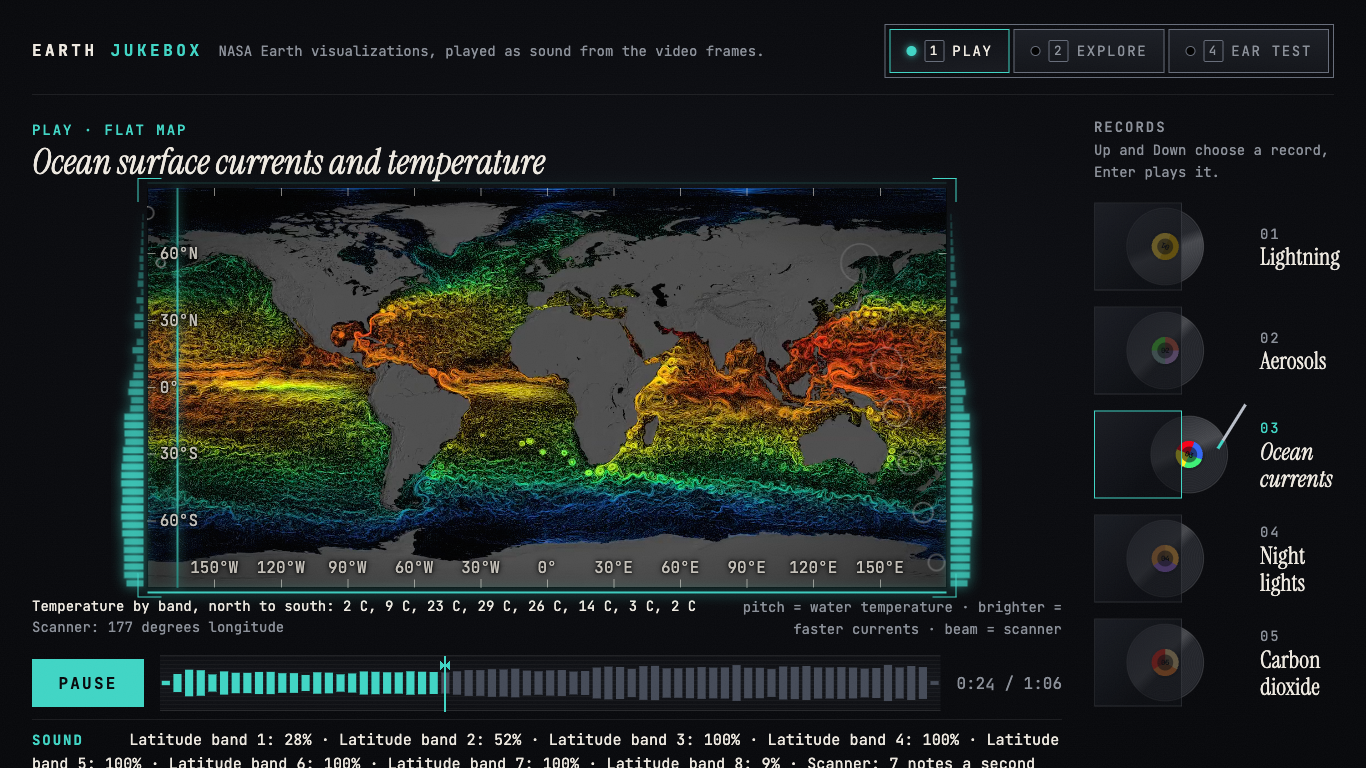 EARTH JUKEBOX NASA Earth visualizations, played as sound from the video frames.
1 PLAY
2 EXPLORE
4 EAR TEST
PLAY · FLAT MAP
Ocean surface currents and temperature
60°N
30°N
0°
30°S
60°S
150°W 120°W 90°W 60°W 30°W 0° 30°E 60°E 90°E 120°E 150°E
Temperature by band, north to south: 2 C, 9 C, 23 C, 29 C, 26 C, 14 C, 3 C, 2 C
Scanner: 177 degrees longitude
pitch = water temperature · brighter =
faster currents · beam = scanner
PAUSE
0:24 / 1:06
SOUND Latitude band 1: 28% · Latitude band 2: 52% · Latitude band 3: 100% · Latitude band 4: 100% · Latitude
band 5: 100% · Latitude band 6: 100% · Latitude band 7: 100% · Latitude band 8: 9% · Scanner: 7 notes a second
RECORDS
Up and Down choose a record,
Enter plays it.
01
Lightning
02
Aerosols
03
Ocean
currents
04
Night
lights
05
Carbon
dioxide